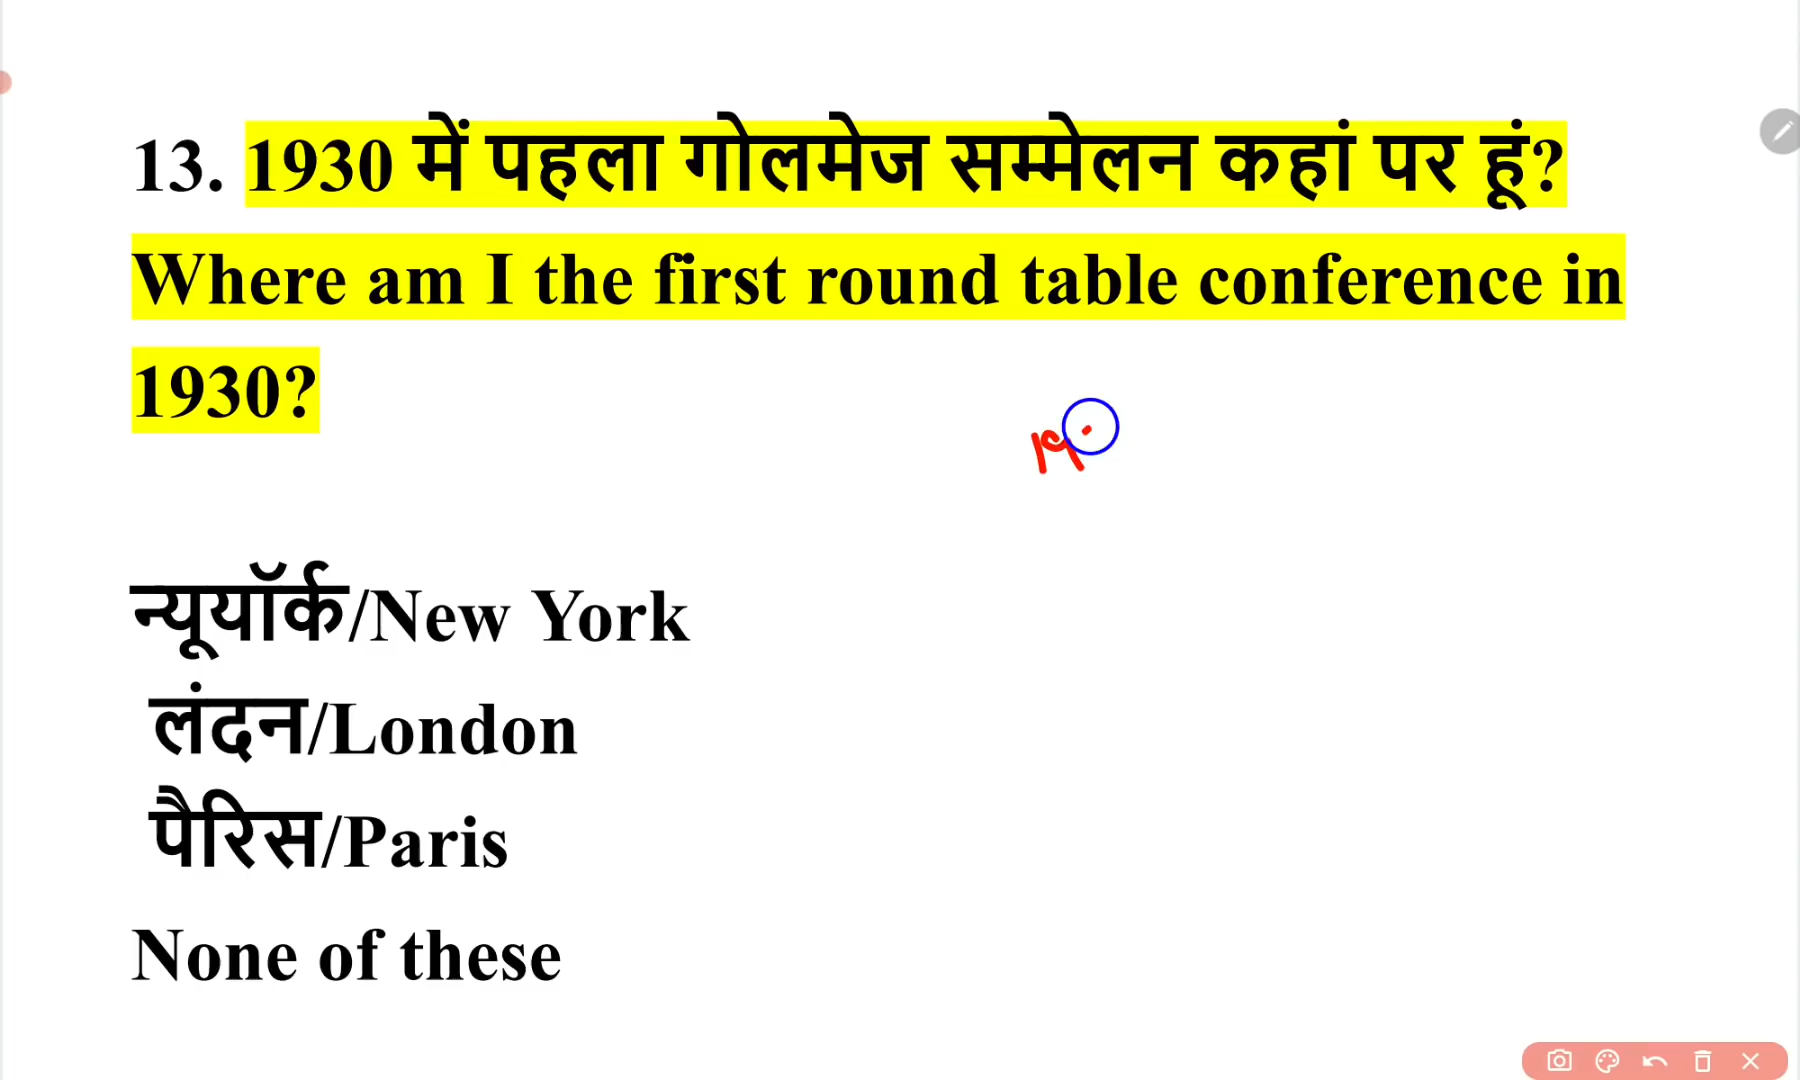 13. 1930 में पहला गोलमेज सम्मेलन कहां पर हूं?
Where am I the first round table conference in
1930?
19
न्यूयॉर्क/New York
लंदन/London
पैरिस/Paris
None of these